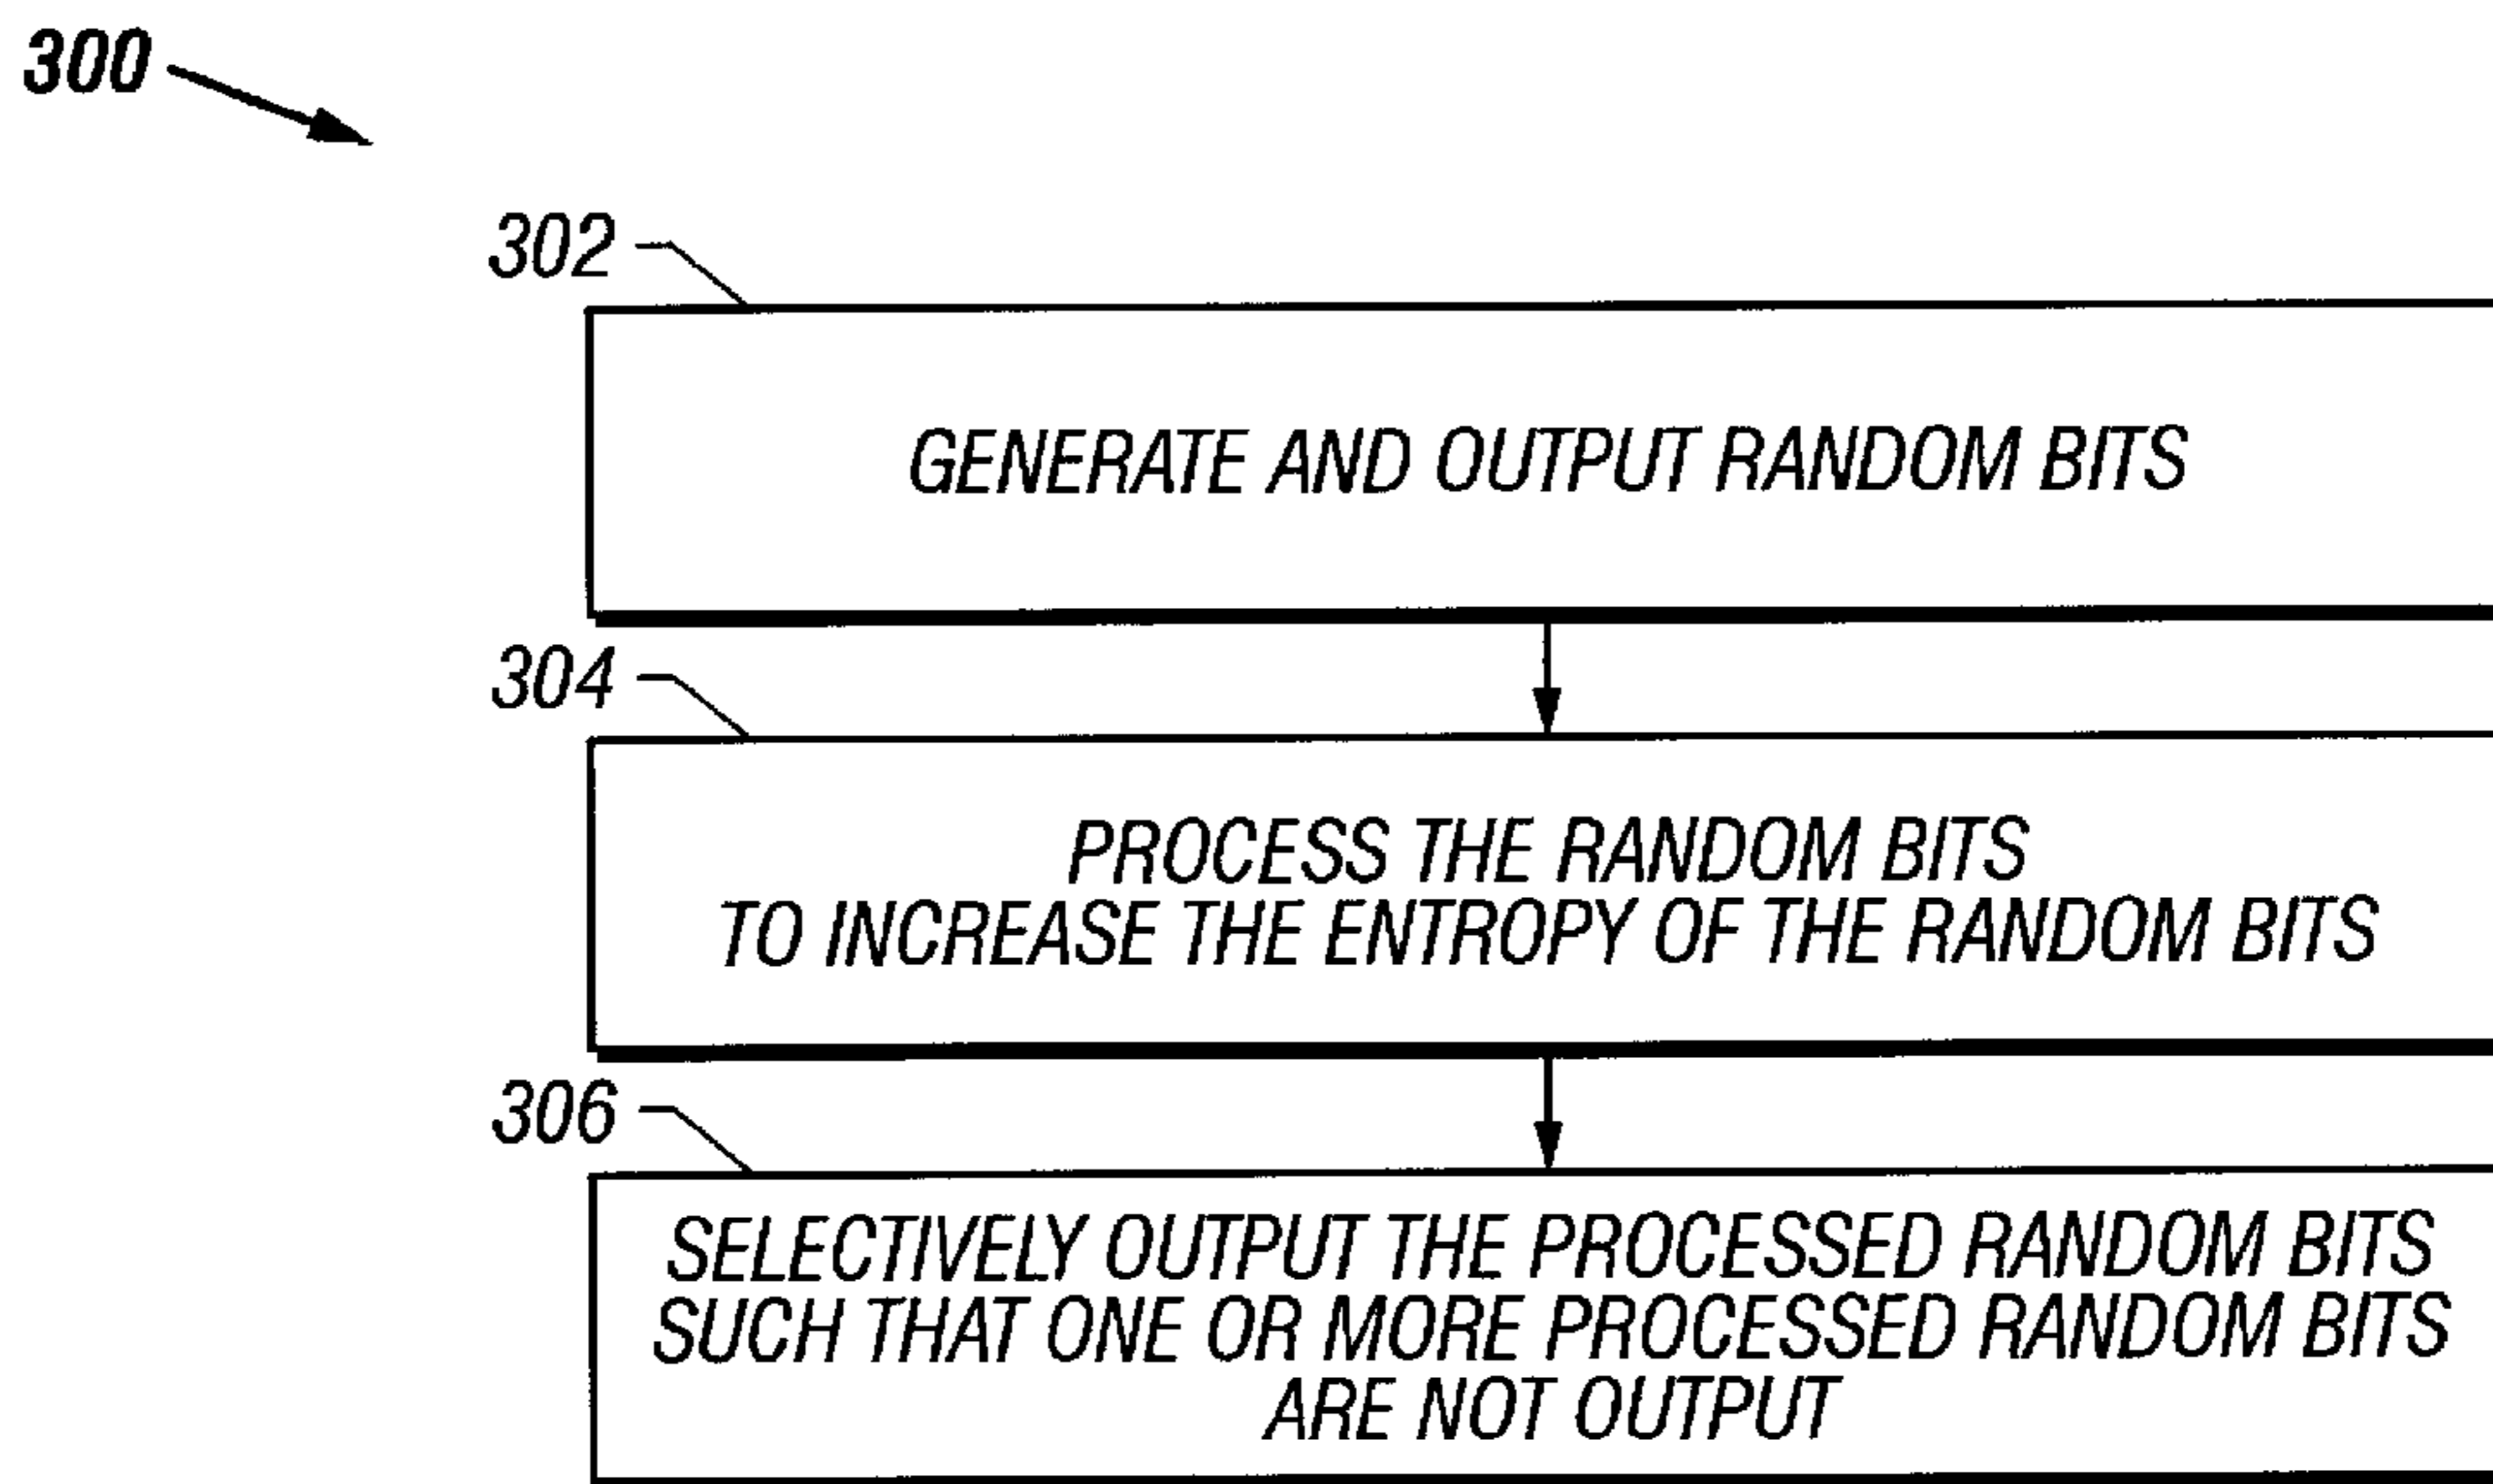 300
302
GENERATE AND OUTPUT RANDOM BITS
304
PROCESS THE RANDOM BITS
TO INCREASE THE ENTROPY OF THE RANDOM BITS
306
SELECTIVELY OUTPUT THE PROCESSED RANDOM BITS
SUCH THAT ONE OR MORE PROCESSED RANDOM BITS
ARE NOT OUTPUT